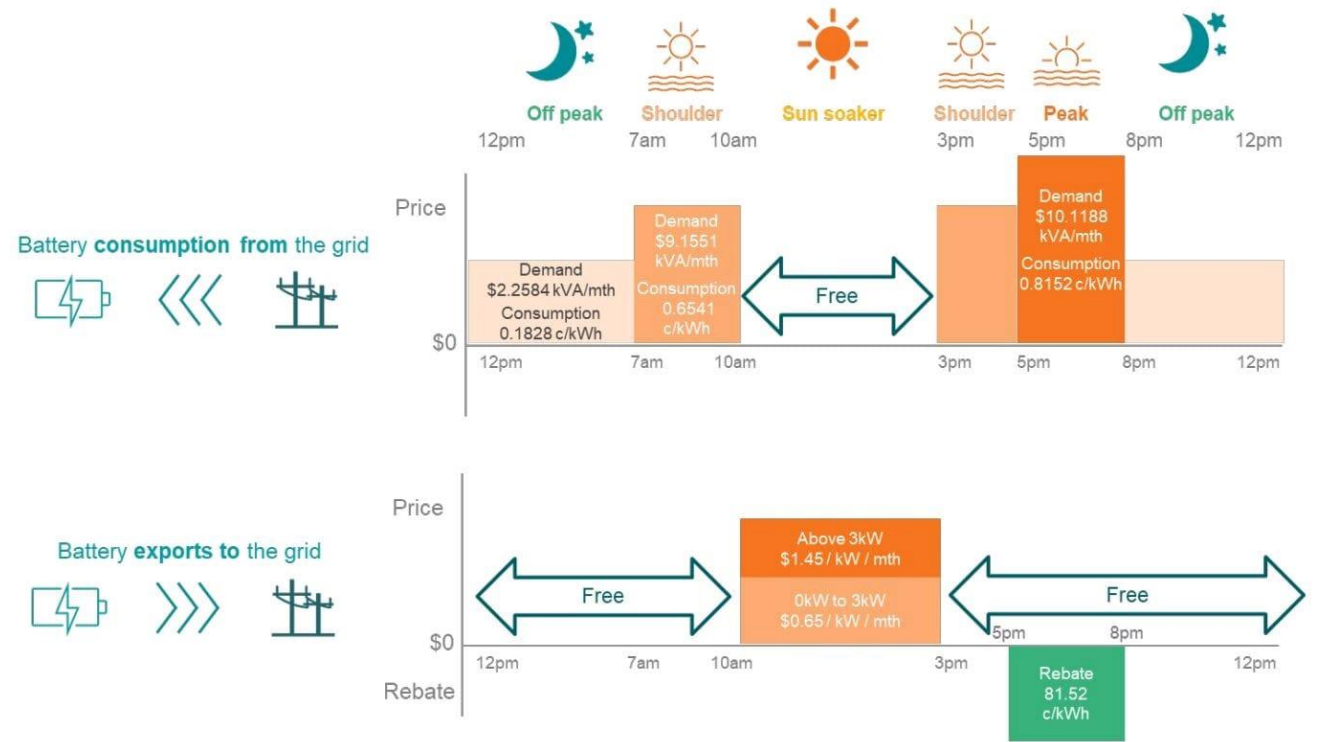 Off peak
Shoulder
Sun soaker
Shoulder
Peak
Off peak
12pm
7am
10am
3pm
5pm
8pm
12pm
Price
Battery consumption from the grid
Demand
$2.2584 kVA/mth
Consumption
0.1828 c/kWh
Demand
$9.1551
kVA/mth
Consumption
0.6541
c/kWh
Free
Demand
$10.1188
kVA/mth
Consumption
0.8152 c/kWh
$0
12pm
7am
10am
3pm
5pm
8pm
12pm
Price
Battery exports to the grid
Free
Above 3kW
$1.45 / kW / mth
0kW to 3kW
$0.65 / kW / mth
Free
5pm
8pm
$0
12pm
7am
10am
3pm
12pm
Rebate
Rebate
81.52
c/kWh